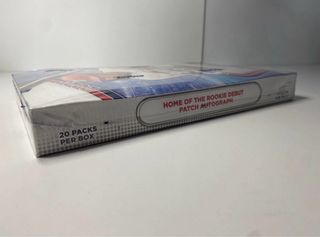 20 PACKS
PER BOX
HOME OF THE ROOKIE DEBUT
PATCH AUTOGRAPH